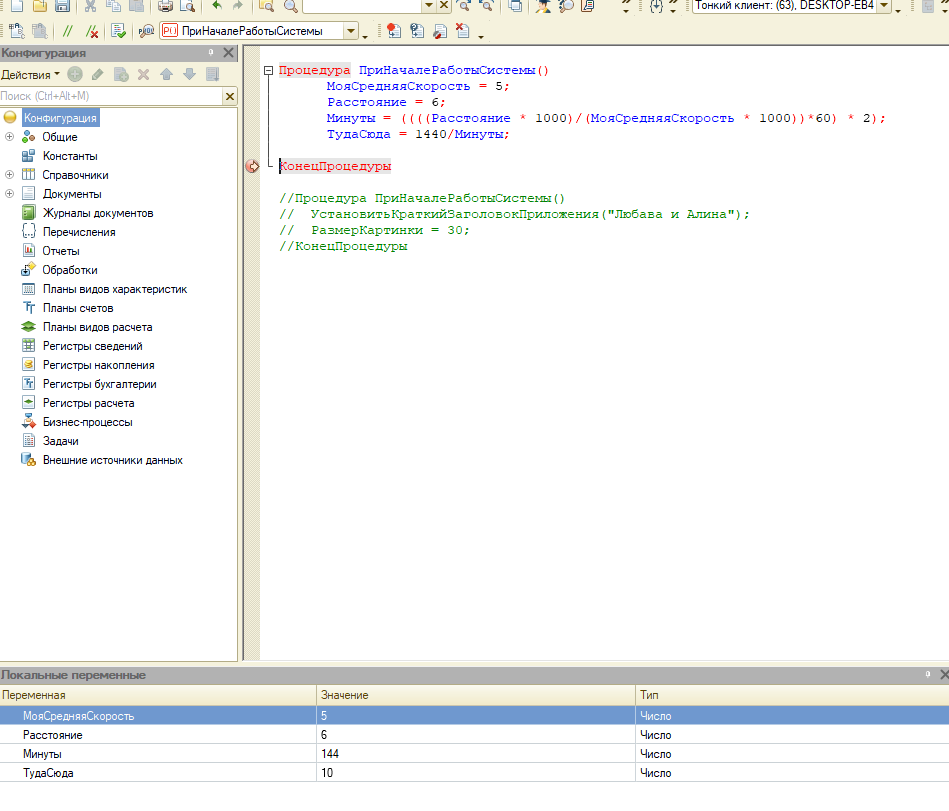 Тонкий клиент: (63), DESKTOP-EB4
ПриНачалеРаботыСистемы
Конфигурация
Действия
Поиск (Ctrl+Alt+M)
Конфигурация
Общие
Константы
Справочники
Документы
Журналы документов
Перечисления
Отчеты
Обработки
Планы видов характеристик
Планы счетов
Планы видов расчета
Регистры сведений
Регистры накопления
Регистры бухгалтерии
Регистры расчета
Бизнес-процессы
Задачи
Внешние источники данных
Процедура ПриНачалеРаботыСистемы()
МояСредняяСкорость = 5;
Расстояние = 6;
Минуты = ((((Расстояние * 1000)/(МояСредняяСкорость * 1000))*60) * 2);
ТудаСюда = 1440/Минуты;
КонецПроцедуры
//Процедура ПриНачалеРаботыСистемы()
// УстановитьКраткийЗаголовокПриложения("Любава и Алина");
// РазмерКартинки = 30;
//КонецПроцедуры
Локальные переменные
Переменная Значение Тип
МояСредняяСкорость 5 Число
Расстояние 6 Число
Минуты 144 Число
ТудаСюда 10 Число